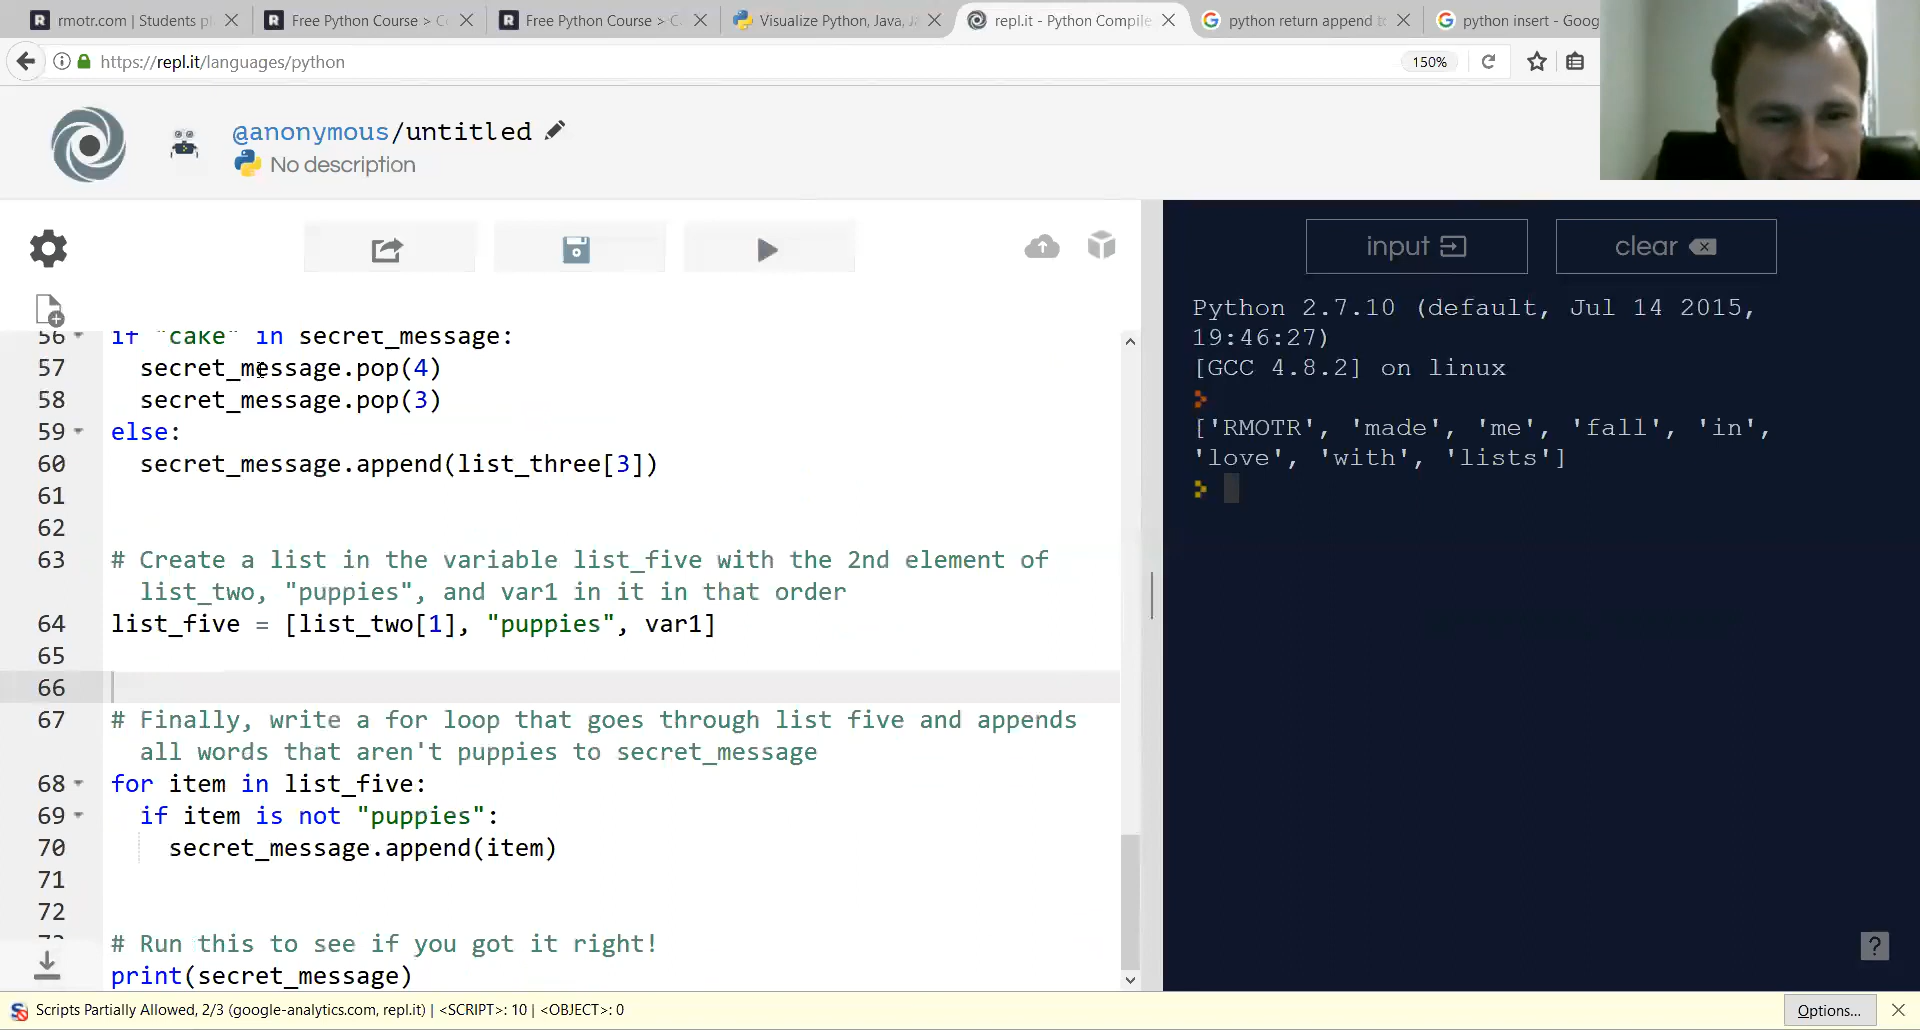 rmotr.com | Students pl
Free Python Course > C
Free Python Course > C
Visualize Python, Java, J
repl.it - Python Compile
python return append to
python insert - Goog
https://repl.it/languages/python
150%
@anonymous/untitled
No description
input
clear
Python 2.7.10 (default, Jul 14 2015,
19:46:27)
[GCC 4.8.2] on linux
['RMOTR', 'made', 'me', 'fall', 'in',
'love', 'with', 'lists']
56 if "cake" in secret_message:
57 secret_message.pop(4)
58 secret_message.pop(3)
59 else:
60 secret_message.append(list_three[3])
61
62
63 # Create a list in the variable list_five with the 2nd element of
list_two, "puppies", and var1 in it in that order
64 list_five = [list_two[1], "puppies", var1]
65
66
67 # Finally, write a for loop that goes through list five and appends
all words that aren't puppies to secret_message
68 for item in list_five:
69 if item is not "puppies":
70 secret_message.append(item)
71
72
# Run this to see if you got it right!
print(secret_message)
?
Scripts Partially Allowed, 2/3 (google-analytics.com, repl.it) | <SCRIPT>: 10 | <OBJECT>: 0
Options...